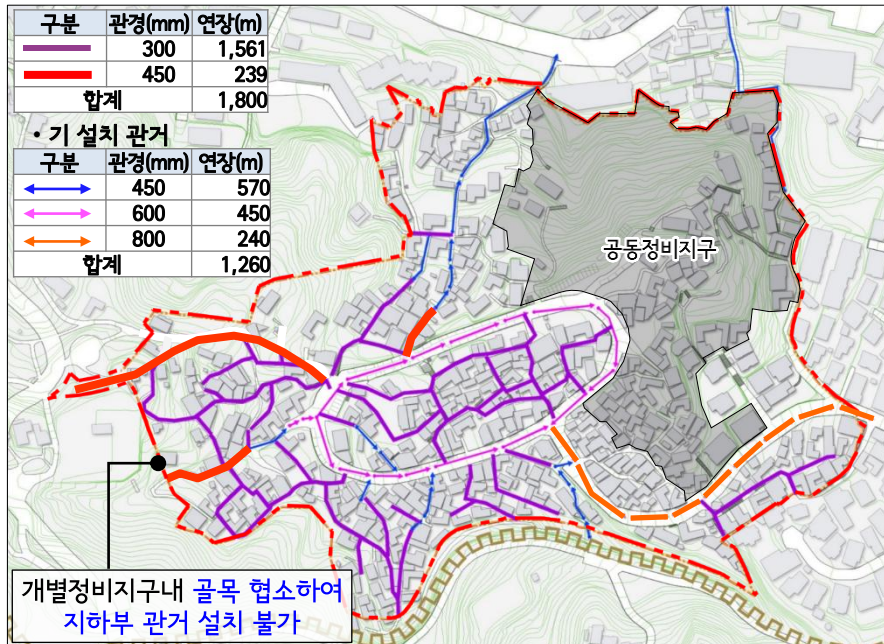 구분 관경(mm) 연장(m)
300 1,561
450 239
합계 1,800
• 기 설치 관거
구분 관경(mm) 연장(m)
450 570
600 450
800 240
합계 1,260
공동정비지구
개별정비지구내 골목 협소하여
지하부 관거 설치 불가